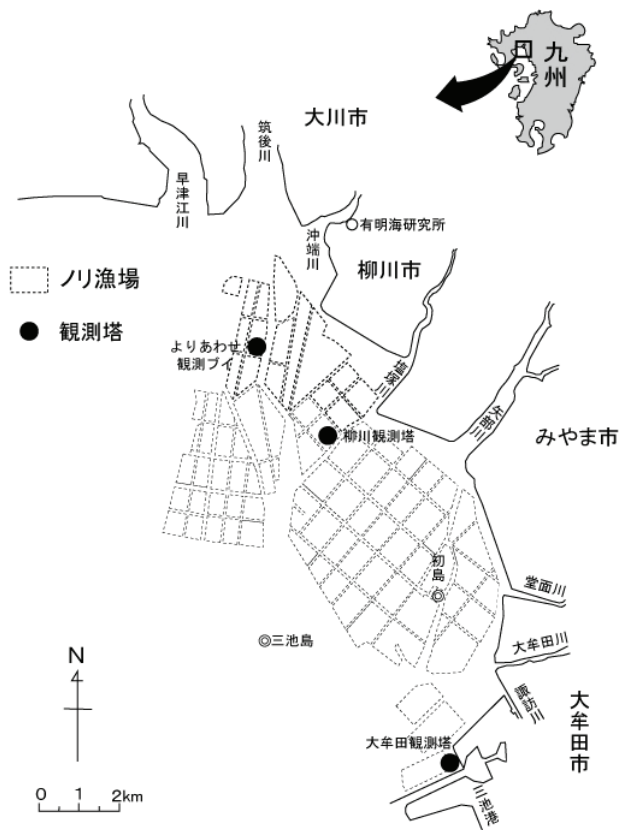 九州
大川市
筑後川
早津江川
有明海研究所
沖端川
柳川市
ノリ漁場
観測塔
よりあわせ
観測ブイ
塩塚川
矢部川
柳川観測塔
みやま市
初島
堂面川
三池島
大牟田川
N
諏訪川
大牟田市
大牟田観測塔
三池港
0 1 2km